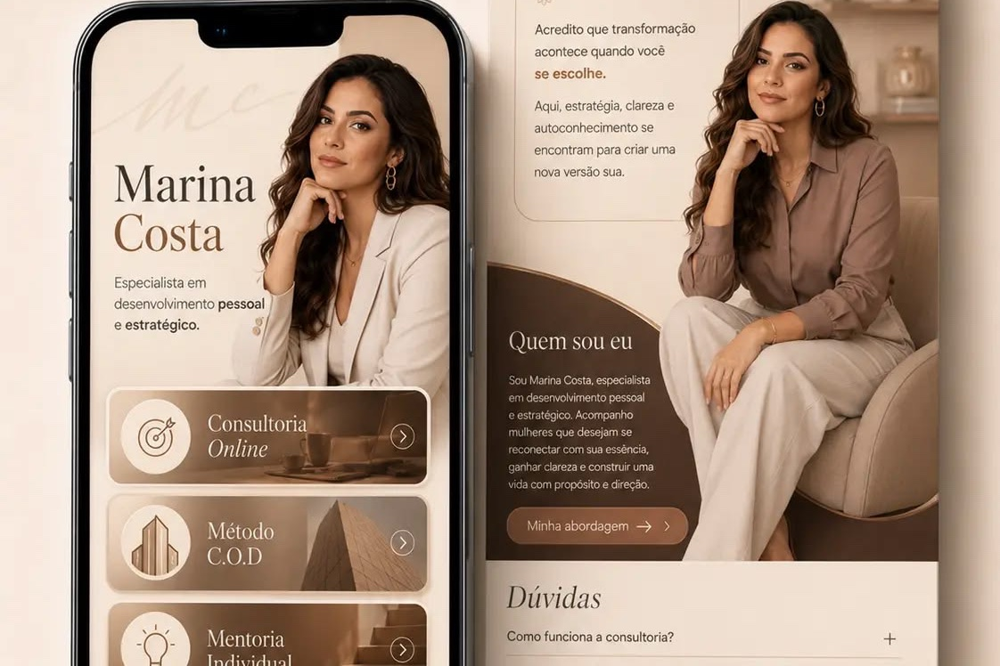 mc
Marina
Costa
Especialista em
desenvolvimento pessoal
e estratégico.
Consultoria
Online
Método
C.O.D
Mentoria
Individual
Acredito que transformação
acontece quando você
se escolhe.
Aqui, estratégia, clareza e
autoconhecimento se
encontram para criar uma
nova versão sua.
Quem sou eu
Sou Marina Costa, especialista
em desenvolvimento pessoal
e estratégico. Acompanho
mulheres que desejam se
reconectar com sua essência,
ganhar clareza e construir uma
vida com propósito e direção.
Minha abordagem
Dúvidas
Como funciona a consultoria?